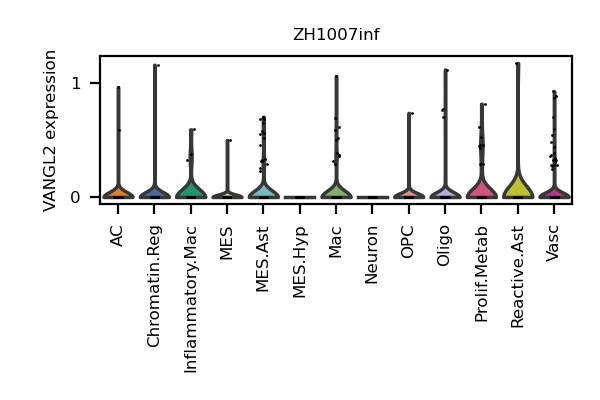 ZH1007inf
VANGL2 expression
1
0
AC
Chromatin.Reg
Inflammatory.Mac
MES
MES.Ast
MES.Hyp
Mac
Neuron
OPC
Oligo
Prolif.Metab
Reactive.Ast
Vasc